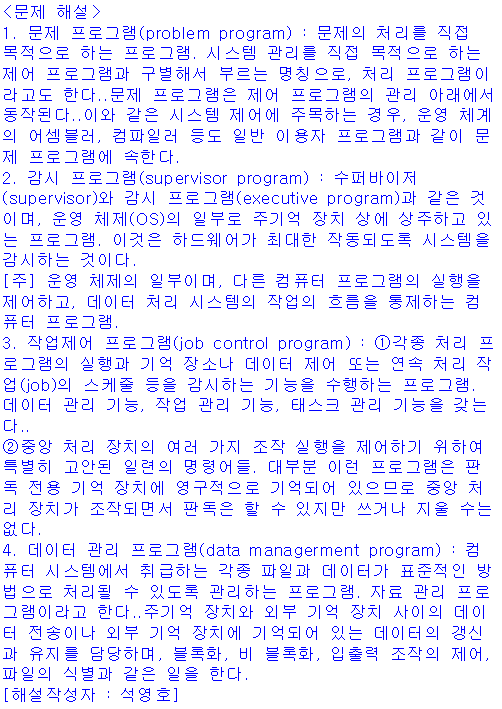 <문제 해설>
1. 문제 프로그램(problem program) : 문제의 처리를 직접
목적으로 하는 프로그램. 시스템 관리를 직접 목적으로 하는
제어 프로그램과 구별해서 부르는 명칭으로, 처리 프로그램이
라고도 한다..문제 프로그램은 제어 프로그램의 관리 아래에서
동작된다..이와 같은 시스템 제어에 주목하는 경우, 운영 체계
의 어셈블러, 컴파일러 등도 일반 이용자 프로그램과 같이 문
제 프로그램에 속한다.
2. 감시 프로그램(supervisor program) : 수퍼바이저
(supervisor)와 감시 프로그램(executive program)과 같은 것
이며, 운영 체제(OS)의 일부로 주기억 장치 상에 상주하고 있
는 프로그램. 이것은 하드웨어가 최대한 작동되도록 시스템을
감시하는 것이다.
[주] 운영 체제의 일부이며, 다른 컴퓨터 프로그램의 실행을
제어하고, 데이터 처리 시스템의 작업의 흐름을 통제하는 컴
퓨터 프로그램.
3. 작업제어 프로그램(job control program) : ①각종 처리 프
로그램의 실행과 기억 장소나 데이터 제어 또는 연속 처리 작
업(job)의 스케줄 등을 감시하는 기능을 수행하는 프로그램.
데이터 관리 기능, 작업 관리 기능, 태스크 관리 기능을 갖는
다..
②중앙 처리 장치의 여러 가지 조작 실행을 제어하기 위하여
특별히 고안된 일련의 명령어들. 대부분 이런 프로그램은 판
독 전용 기억 장치에 영구적으로 기억되어 있으므로 중앙 처
리 장치가 조작되면서 판독은 할 수 있지만 쓰거나 지울 수는
없다.
4. 데이터 관리 프로그램(data managerment program) : 컴
퓨터 시스템에서 취급하는 각종 파일과 데이터가 표준적인 방
법으로 처리될 수 있도록 관리하는 프로그램. 자료 관리 프로
그램이라고 한다..주기억 장치와 외부 기억 장치 사이의 데이
터 전송이나 외부 기억 장치에 기억되어 있는 데이터의 갱신
과 유지를 담당하며, 블록화, 비 블록화, 입출력 조작의 제어,
파일의 식별과 같은 일을 한다.
[해설작성자 : 석영호]